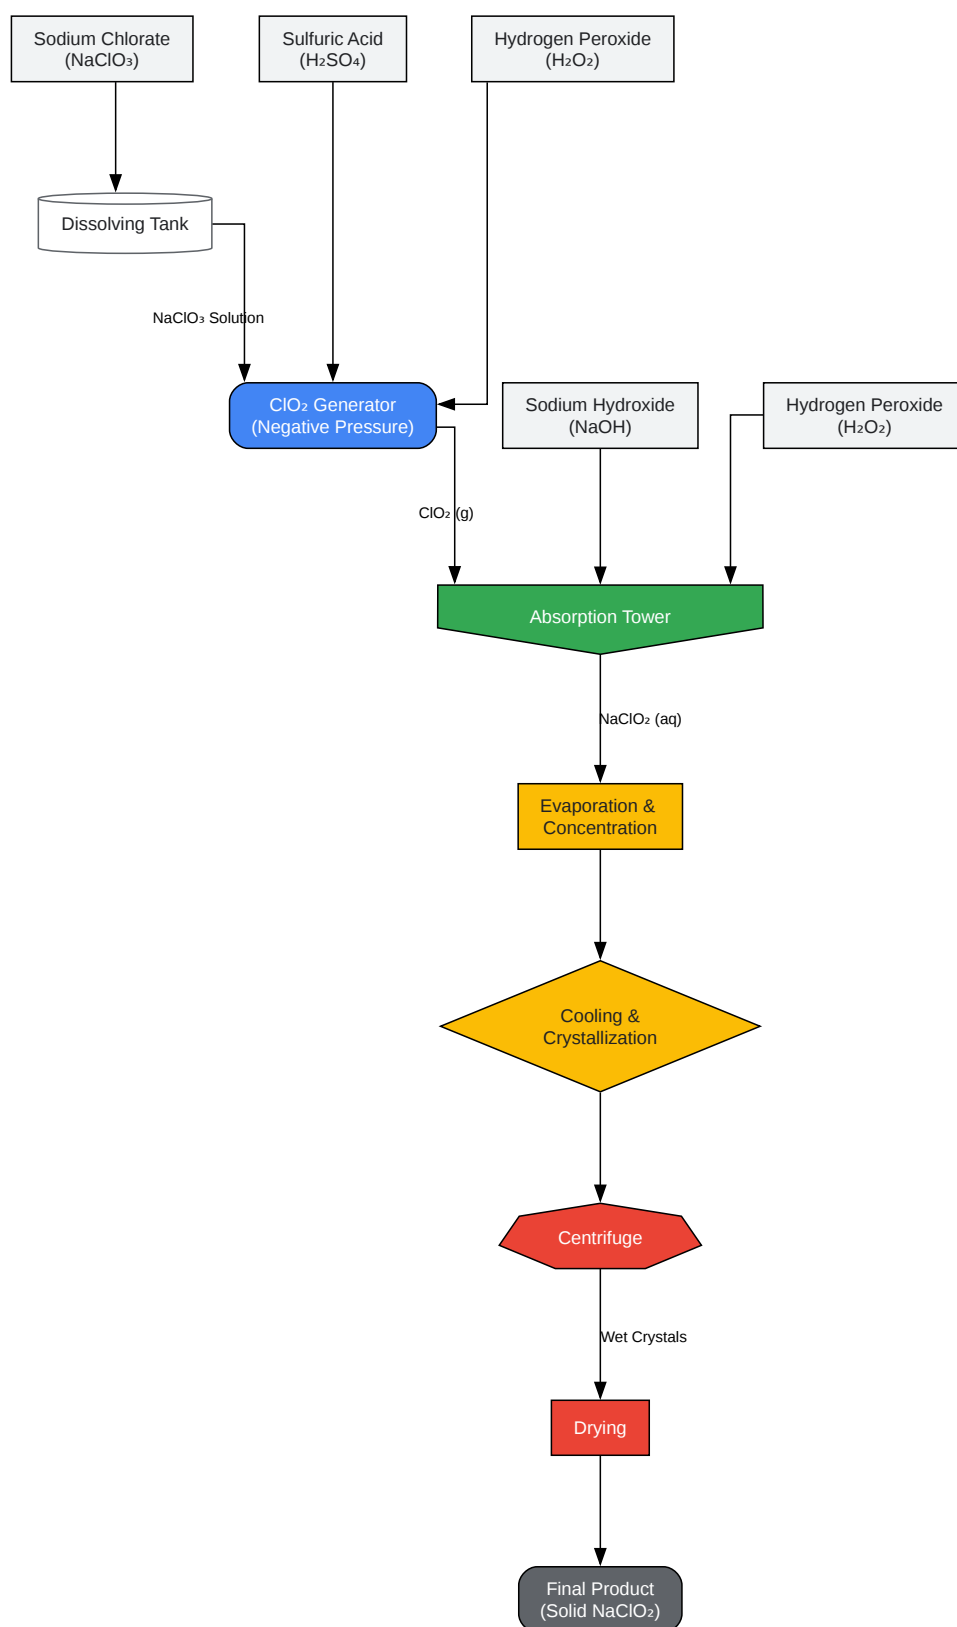 Sodium Chlorate
(NaClO₃)
Sulfuric Acid
(H₂SO₄)
Hydrogen Peroxide
(H₂O₂)
Dissolving Tank
NaClO₃ Solution
ClO₂ Generator
(Negative Pressure)
Sodium Hydroxide
(NaOH)
Hydrogen Peroxide
(H₂O₂)
ClO₂ (g)
Absorption Tower
NaClO₂ (aq)
Evaporation &
Concentration
Cooling &
Crystallization
Centrifuge
Wet Crystals
Drying
Final Product
(Solid NaClO₂)